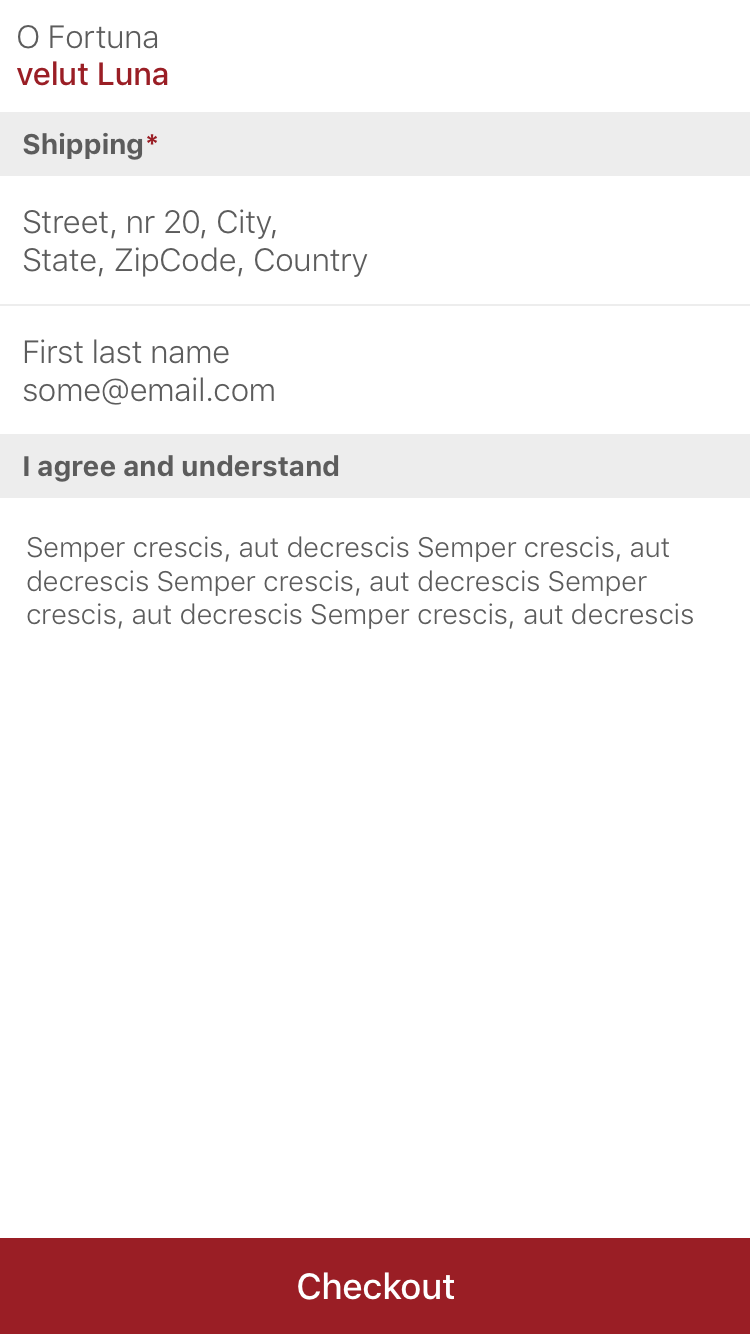 O Fortuna
velut Luna
Shipping*
Street, nr 20, City,
State, ZipCode, Country
First last name
some@email.com
I agree and understand
Semper crescis, aut decrescis Semper crescis, aut
decrescis Semper crescis, aut decrescis Semper
crescis, aut decrescis Semper crescis, aut decrescis
Checkout